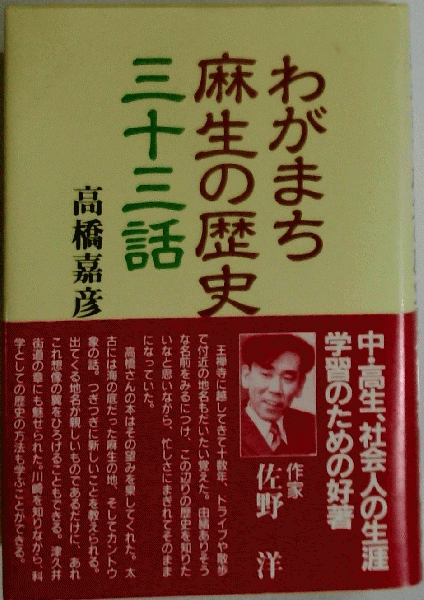 わがまち
麻生の歴史
三十三話
高橋嘉彦
中・高生、社会人の生涯
学習のための好著
作家
佐野 洋
王禅寺に越してきて十数年、ドライブや散歩
で付近の地名もだいたい覚えた。由緒ありそう
な名前をみるにつけ、この辺りの歴史を知りた
いなと思いながら、忙しさにまぎれてそのまま
になっていた。
高橋さんの本はその望みを果してくれた。太
古には海の底だった麻生の地、そしてカントウ
象の話。つぎつぎに新しいことを教えられる。
出てくる地名が親しいものであるだけに、あれ
これ想像の翼をひろげることもできる。津久井
街道の章にも魅せられた。川崎を知りながら、科
学としての歴史の方法も学ぶことができる。